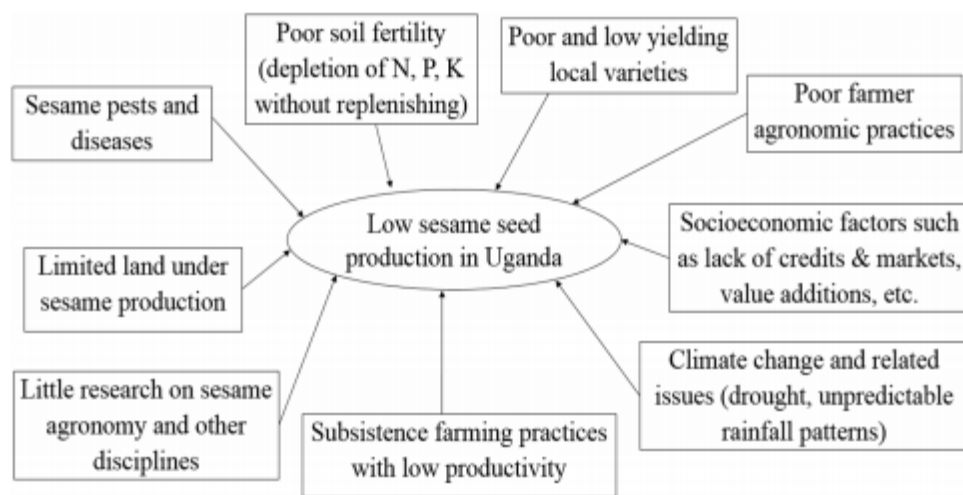 Poor soil fertility
(depletion of N, P, K
without replenishing)
Poor and low yielding
local varieties
Sesame pests and
diseases
Poor farmer
agronomic practices
Low sesame seed
production in Uganda
Socioeconomic factors such
as lack of credits & markets,
value additions, etc.
Limited land under
sesame production
Climate change and related
issues (drought, unpredictable
rainfall patterns)
Little research on sesame
agronomy and other
disciplines
Subsistence farming practices
with low productivity